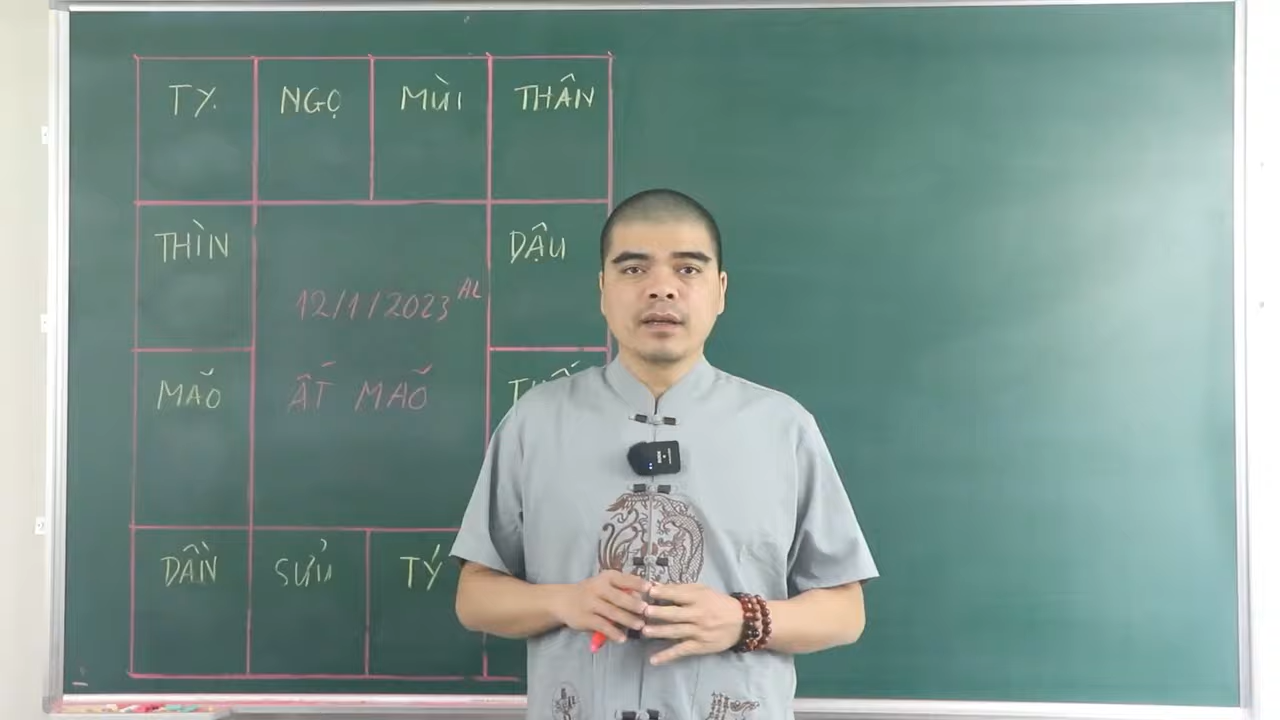 TỴ NGỌ MÙI THÂN
THÌN DẬU
12/1/2023 AL
MÃO ẤT MÃO
DẦN SỬU TÝ